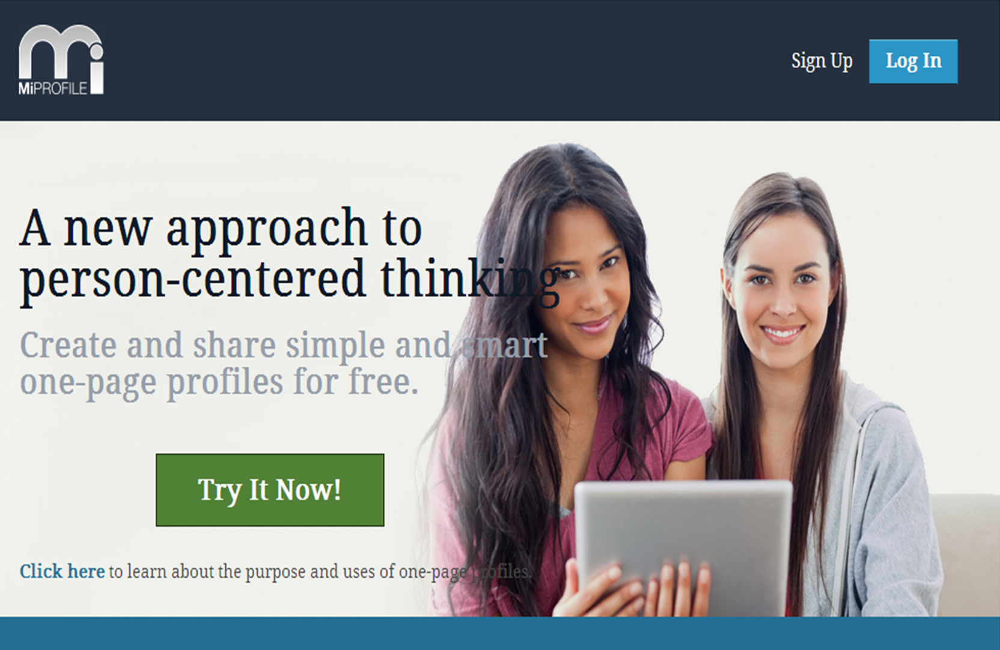 MiPROFILE
Sign Up
Log In
A new approach to
person-centered thinking
Create and share simple and smart
one-page profiles for free.
Try It Now!
Click here to learn about the purpose and uses of one-page profiles.